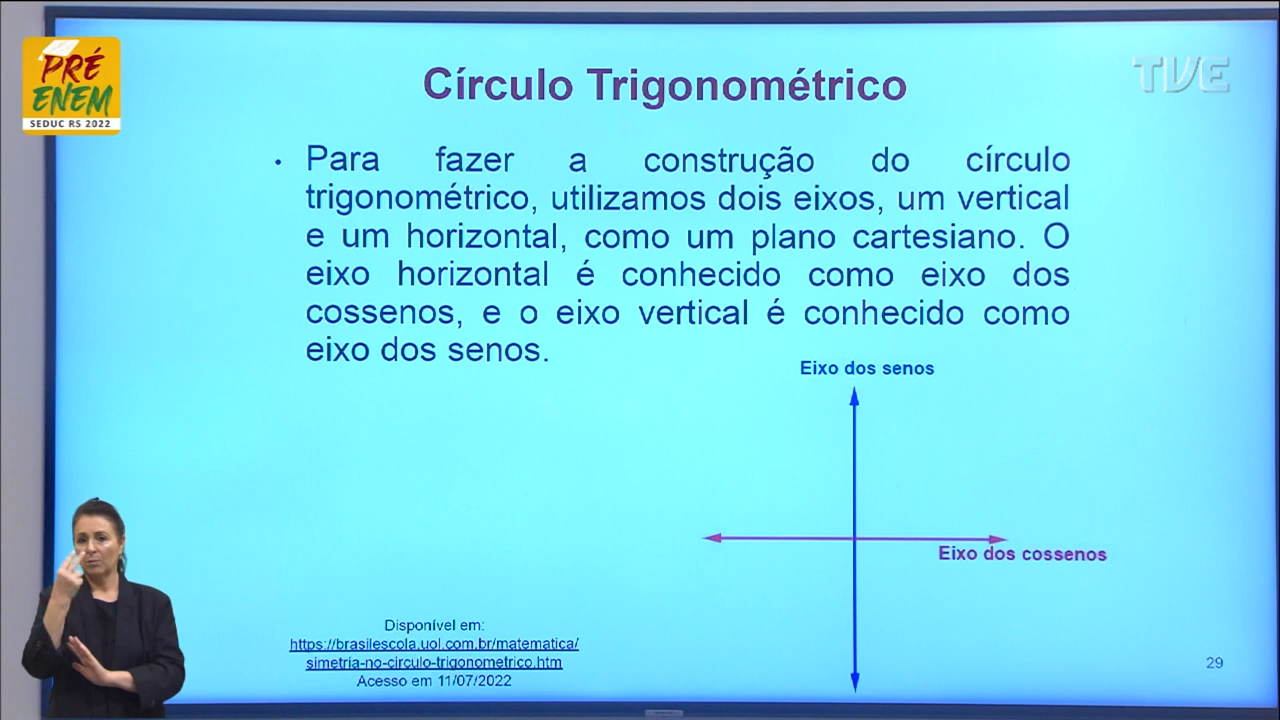 PRÉ
ENEM
SEDUC RS 2022
TVE
Círculo Trigonométrico
• Para fazer a construção do círculo
trigonométrico, utilizamos dois eixos, um vertical
e um horizontal, como um plano cartesiano. O
eixo horizontal é conhecido como eixo dos
cossenos, e o eixo vertical é conhecido como
eixo dos senos.
Eixo dos senos
Eixo dos cossenos
Disponível em:
https://brasilescola.uol.com.br/matematica/
simetria-no-circulo-trigonometrico.htm
Acesso em 11/07/2022
29